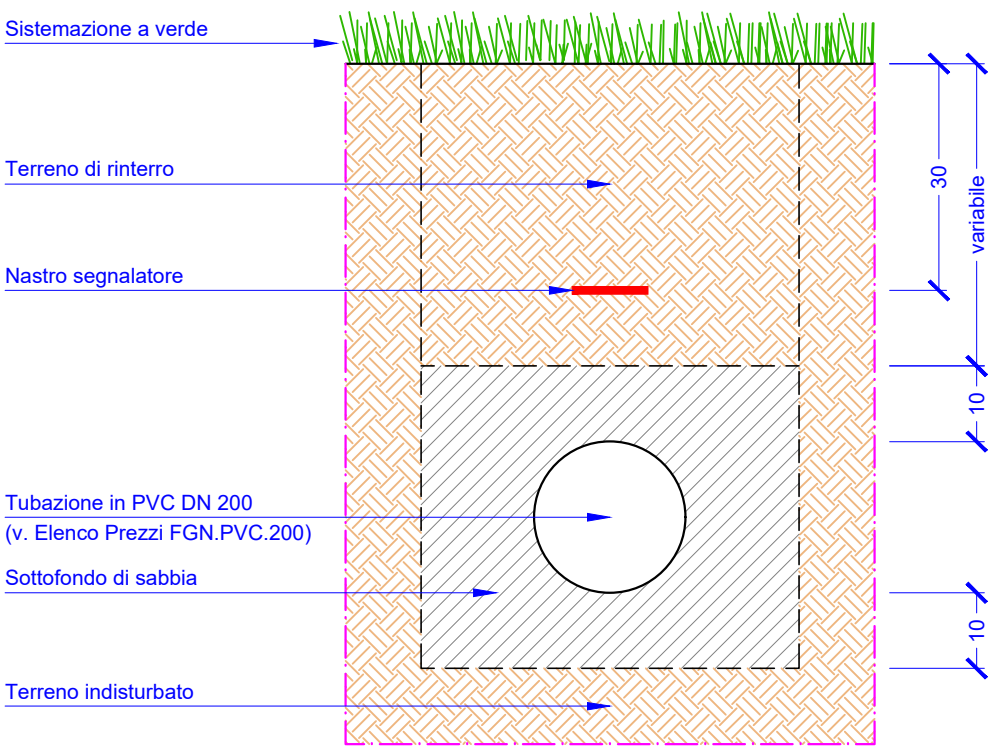 Sistemazione a verde
Terreno di rinterro
Nastro segnalatore
Tubazione in PVC DN 200
(v. Elenco Prezzi FGN.PVC.200)
Sottofondo di sabbia
Terreno indisturbato
30
variabile
10
10